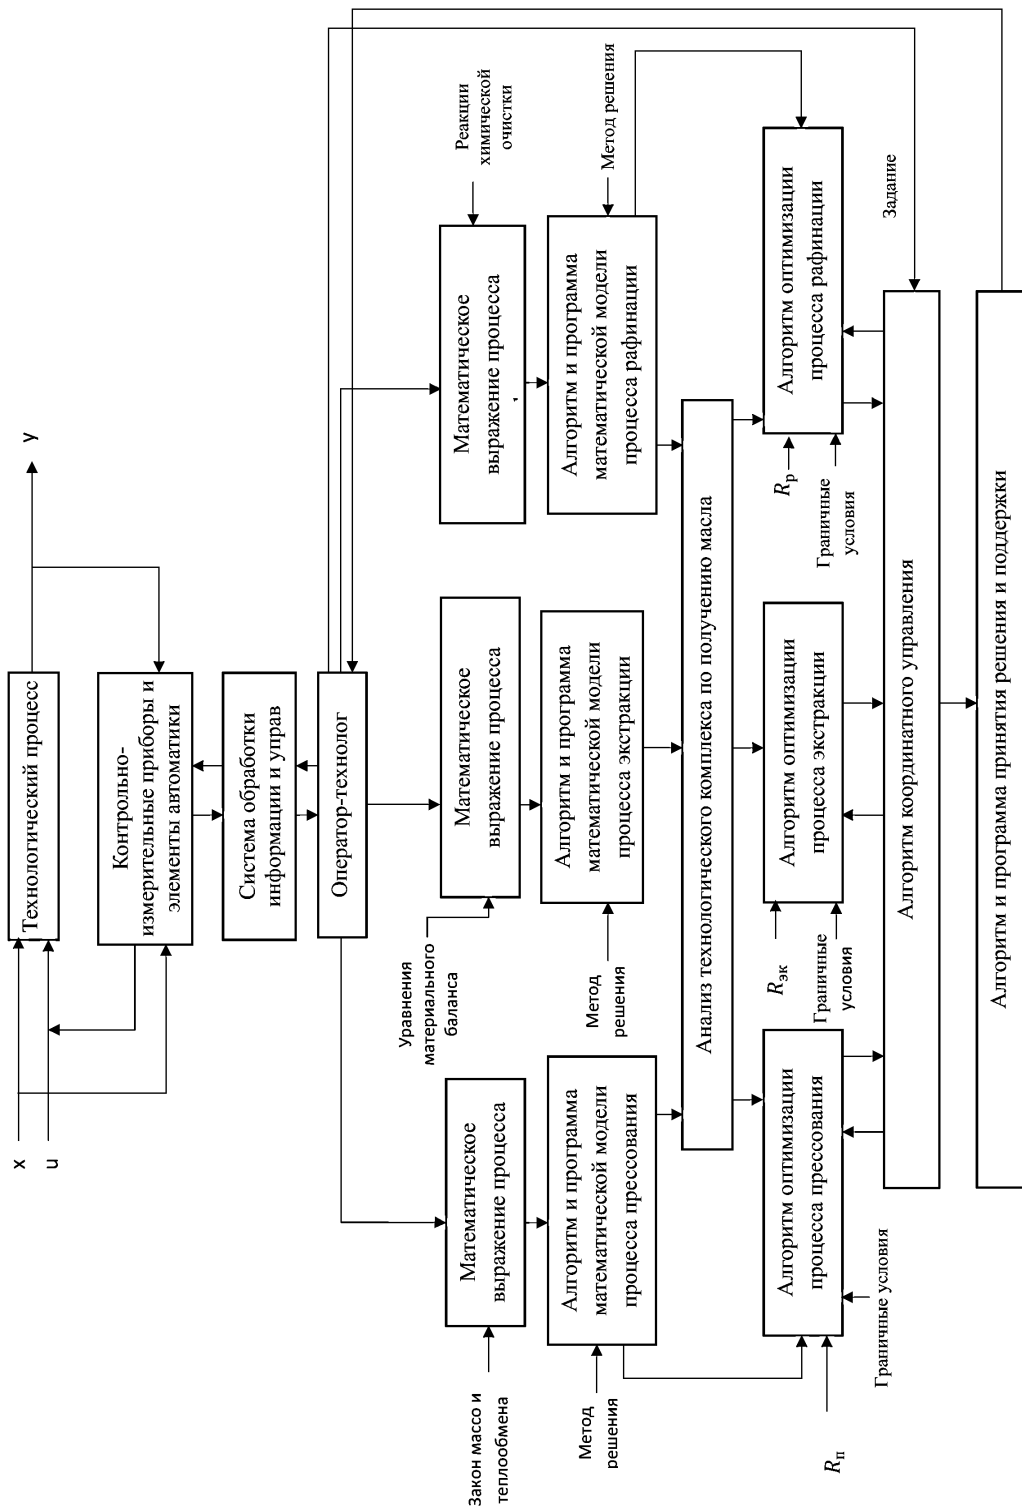 x
u
Технологический процесс
y
Контрольно-
измерительные приборы и
элементы автоматики
Система обработки
информации и управ
Оператор-технолог
Закон массо и
теплообмена
Математическое
выражение процесса
Уравнения
материального
баланса
Математическое
выражение процесса
Математическое
выражение процесса
Реакции
химической
очистки
Метод
решения
Алгоритм и программа
математической модели
процесса прессования
Метод
решения
Алгоритм и программа
математической модели
процесса экстракции
Алгоритм и программа
математической модели
процесса рафинации
Метод решения
Анализ технологического комплекса по получению масла
Rп
Алгоритм оптимизации
процесса прессования
Граничные условия
Rэк
Граничные
условия
Алгоритм оптимизации
процесса экстракции
Rр
Граничные
условия
Алгоритм оптимизации
процесса рафинации
Задание
Алгоритм координатного управления
Алгоритм и программа принятия решения и поддержки